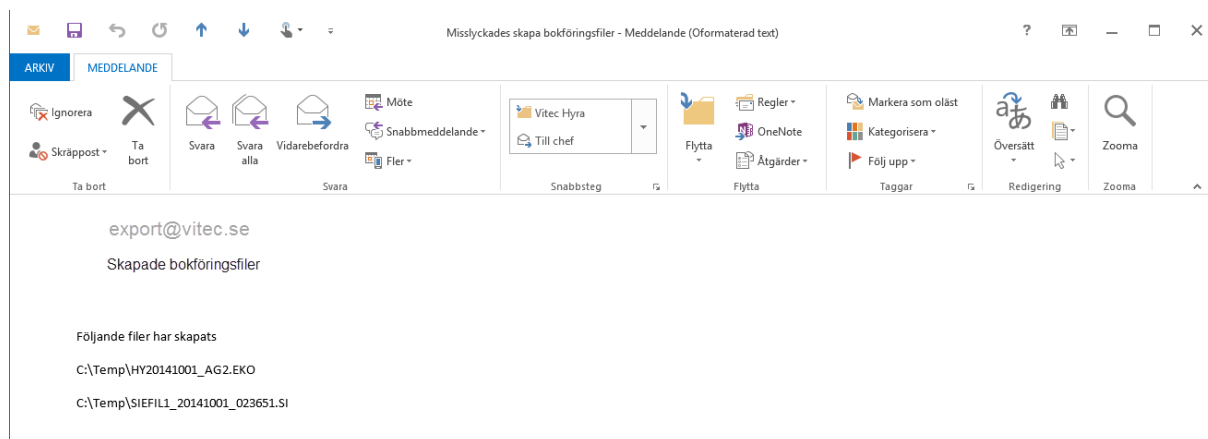 Misslyckades skapa bokföringsfiler - Meddelande (Oformaterad text)
?
ARKIV MEDDELANDE
Ignorera
Skräppost
Ta bort
Ta bort
Svara
Svara alla
Vidarebefordra
Möte
Snabbmeddelande
Fler
Svara
Vitec Hyra
Till chef
Snabbsteg
Flytta
Regler
OneNote
Åtgärder
Flytta
Markera som oläst
Kategorisera
Följ upp
Taggar
Översätt
Redigering
Zooma
Zooma
export@vitec.se
Skapade bokföringsfiler
Följande filer har skapats
C:\Temp\HY20141001_AG2.EKO
C:\Temp\SIEFIL1_20141001_023651.SI